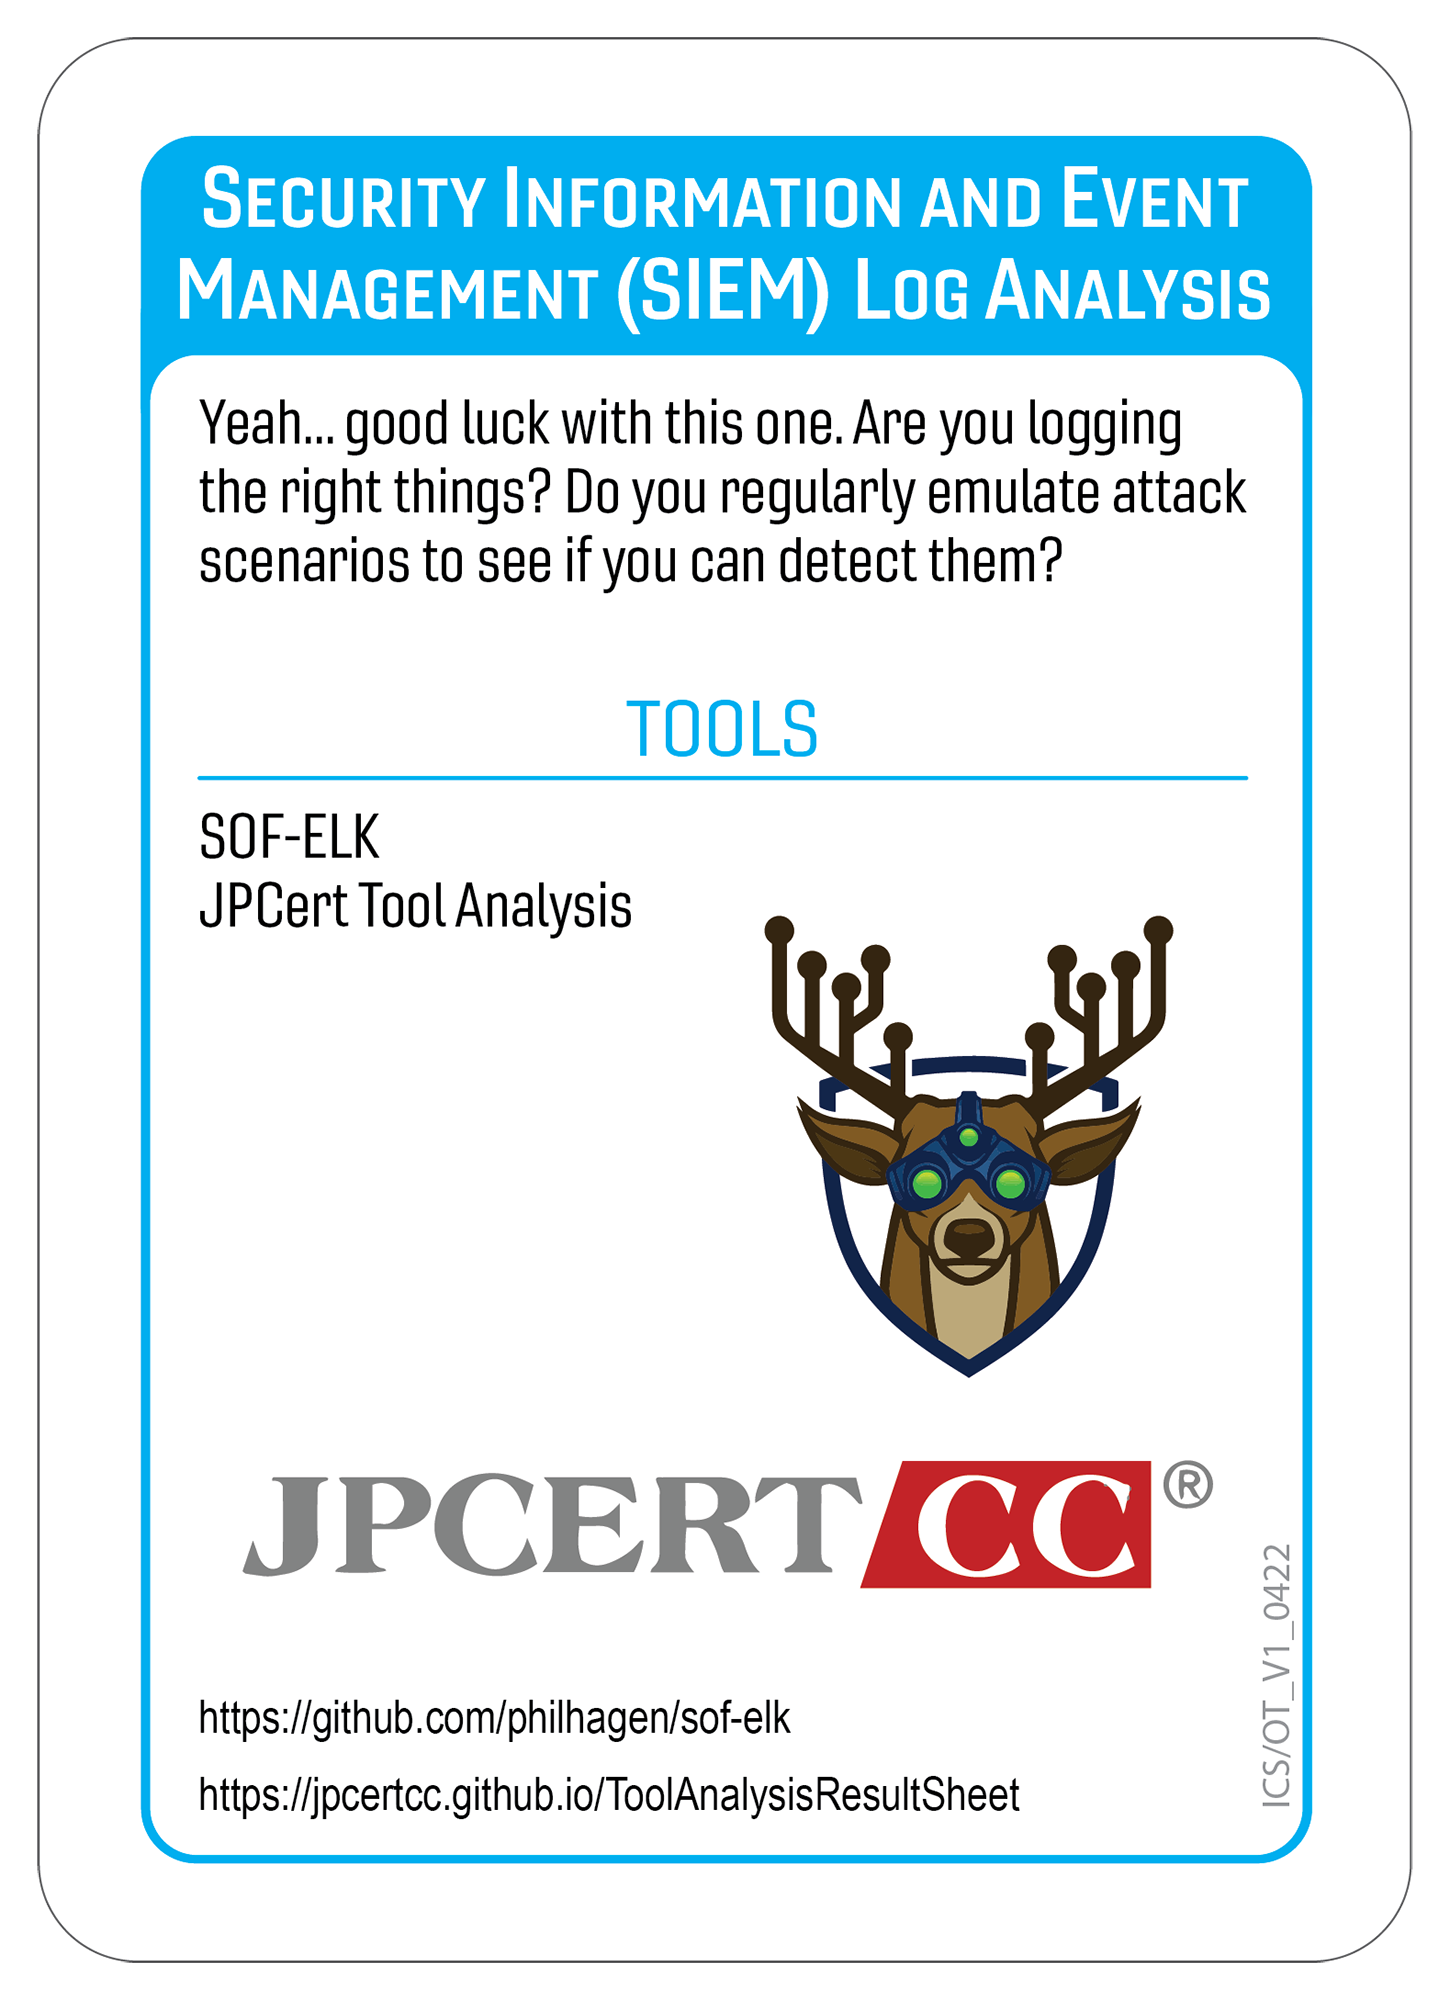 Security Information and Event
Management (SIEM) Log Analysis
Yeah... good luck with this one. Are you logging
the right things? Do you regularly emulate attack
scenarios to see if you can detect them?
TOOLS
SOF-ELK
JPCert Tool Analysis
JPCERT CC®
https://github.com/philhagen/sof-elk
https://jpcertcc.github.io/ToolAnalysisResultSheet
ICS/OT_V1_0422